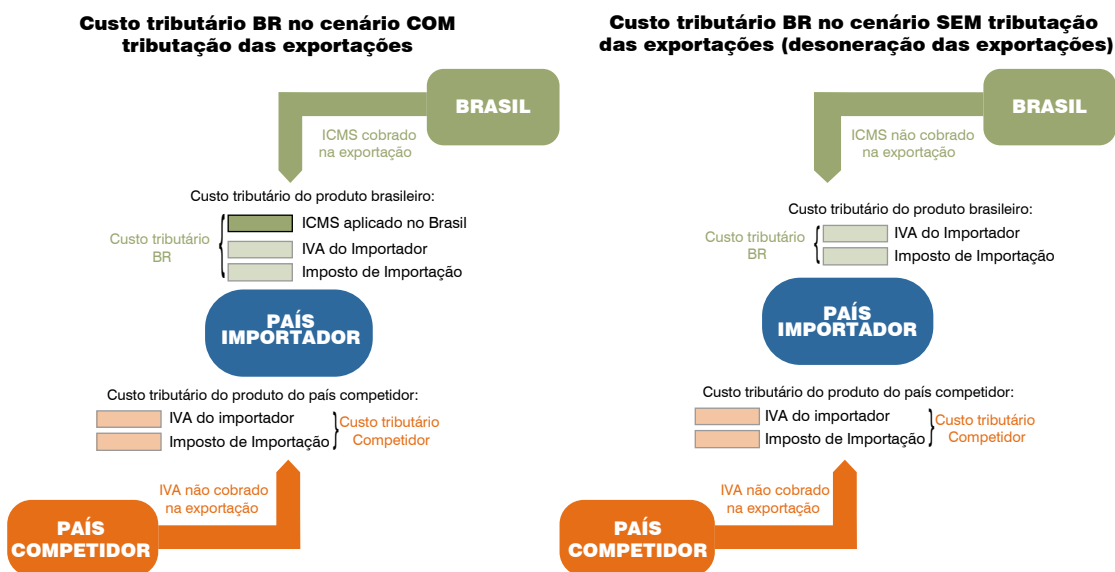 Custo tributário BR no cenário COM
tributação das exportações
BRASIL
ICMS cobrado
na exportação
Custo tributário do produto brasileiro:
Custo tributário
BR
ICMS aplicado no Brasil
IVA do Importador
Imposto de Importação
PAÍS
IMPORTADOR
Custo tributário do produto do país competidor:
IVA do importador
Imposto de Importação
Custo tributário
Competidor
IVA não cobrado
na exportação
PAÍS
COMPETIDOR
Custo tributário BR no cenário SEM tributação
das exportações (desoneração das exportações)
BRASIL
ICMS não cobrado
na exportação
Custo tributário do produto brasileiro:
Custo tributário
BR
IVA do Importador
Imposto de Importação
PAÍS
IMPORTADOR
Custo tributário do produto do país competidor:
IVA do importador
Imposto de Importação
Custo tributário
Competidor
IVA não cobrado
na exportação
PAÍS
COMPETIDOR